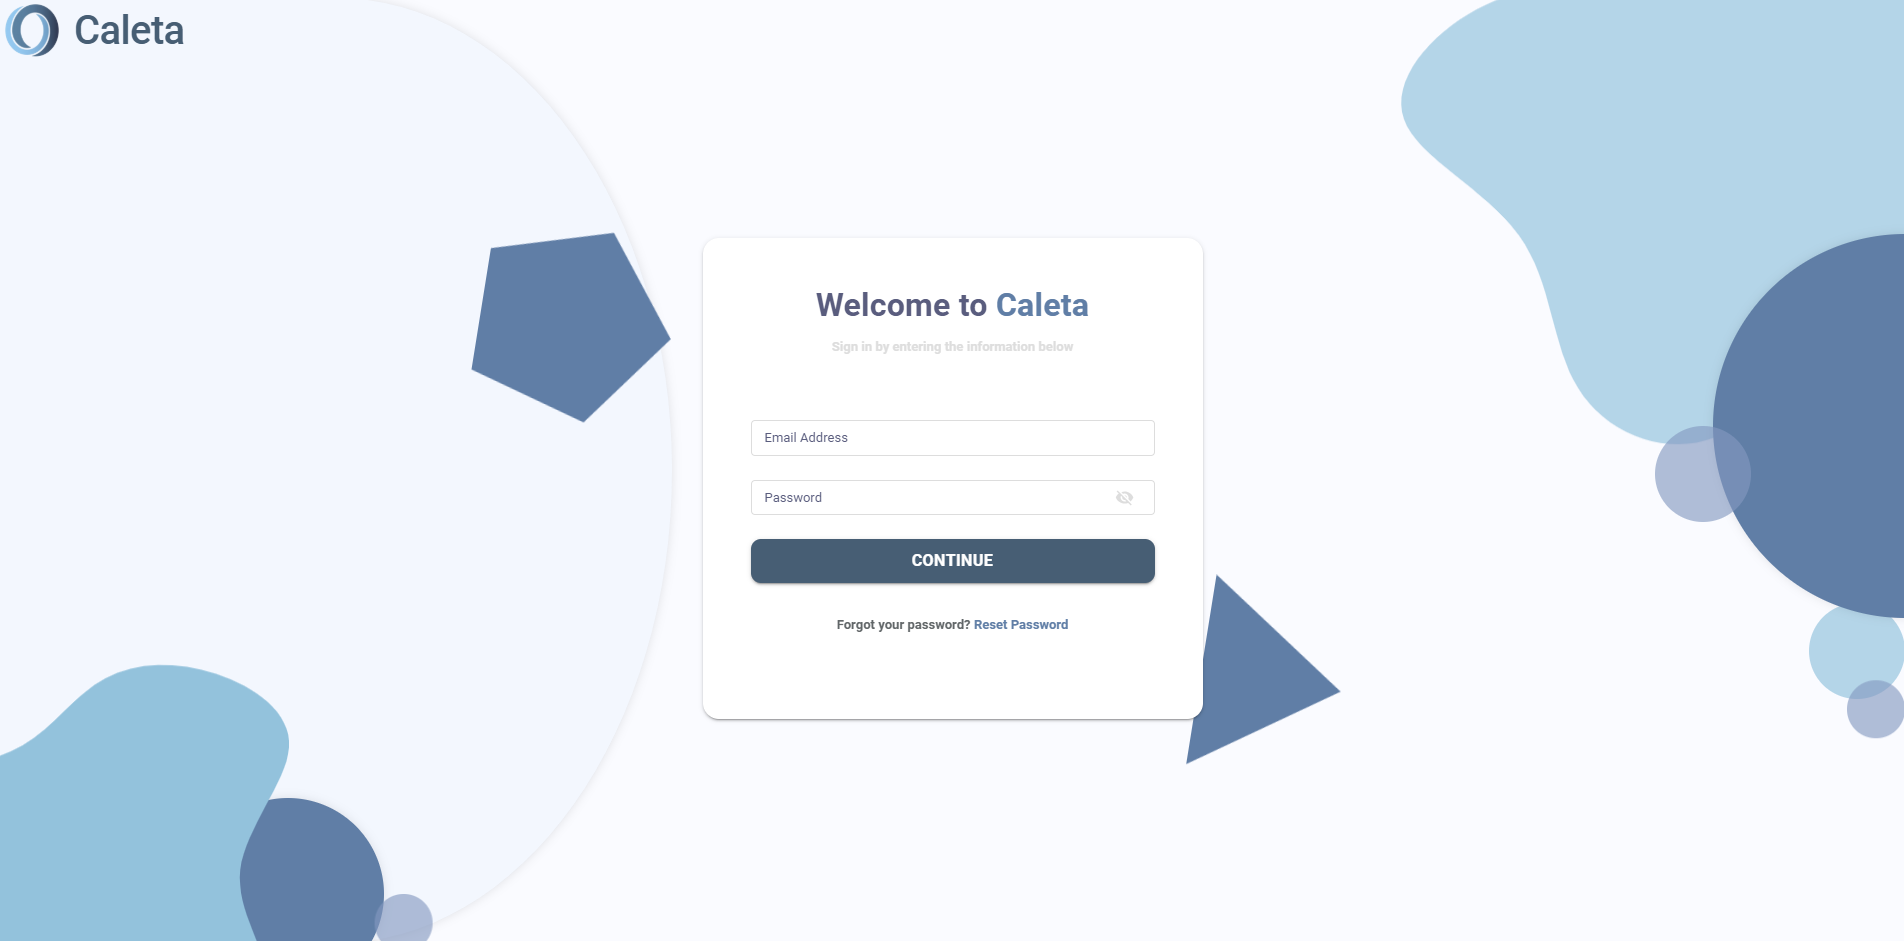 Caleta
Welcome to Caleta
Sign in by entering the information below
Email Address
Password
CONTINUE
Forgot your password? Reset Password